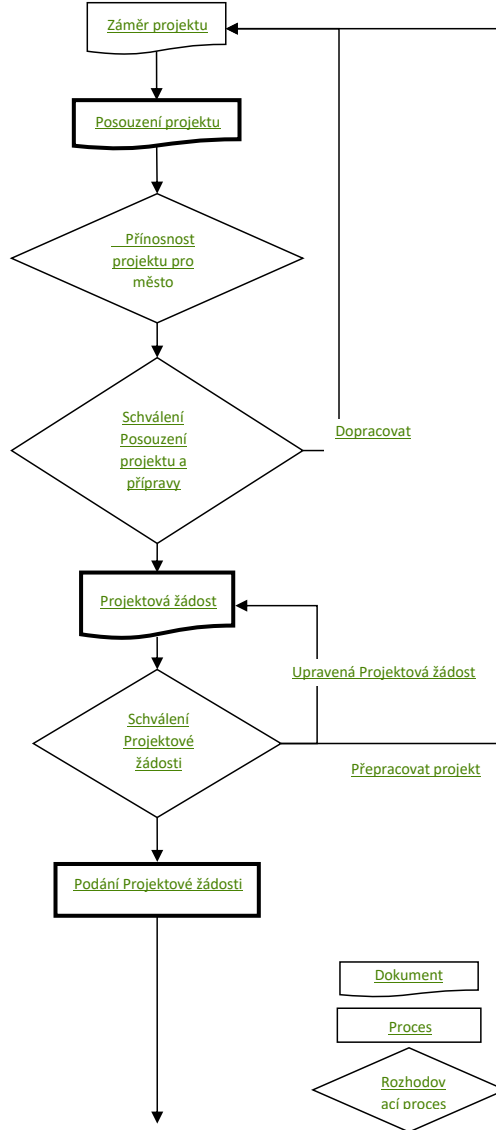 Záměr projektu
Posouzení projektu
Přínosnost
projektu pro
město
Schválení
Posouzení
projektu a
přípravy
Dopracovat
Projektová žádost
Upravená Projektová žádost
Schválení
Projektové
žádosti
Přepracovat projekt
Podání Projektové žádosti
Dokument
Proces
Rozhodov
ací proces